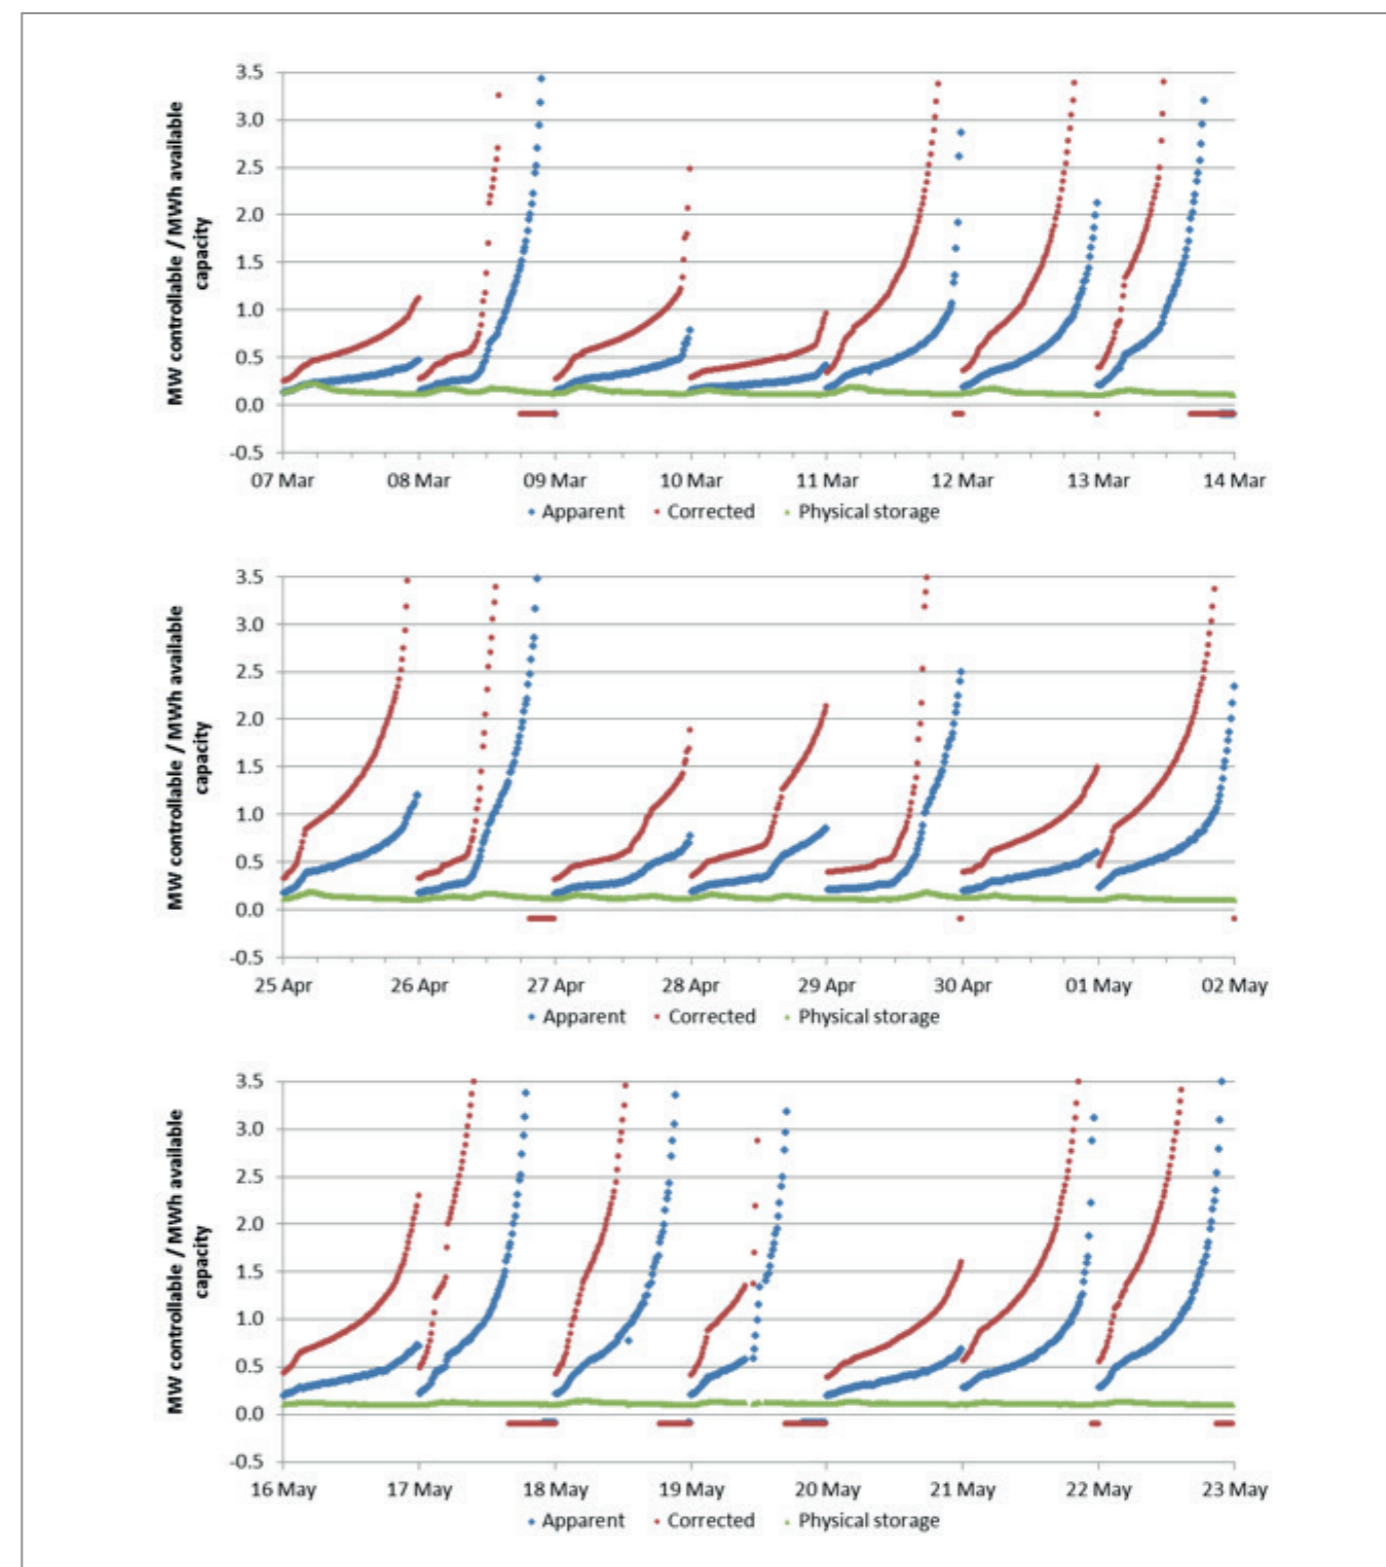 MW controllable / MWh available
capacity
3.5
3.0
2.5
2.0
1.5
1.0
0.5
0.0
-0.5
07 Mar 08 Mar 09 Mar 10 Mar 11 Mar 12 Mar 13 Mar 14 Mar
Apparent Corrected Physical storage
MW controllable / MWh available
capacity
3.5
3.0
2.5
2.0
1.5
1.0
0.5
0.0
-0.5
25 Apr 26 Apr 27 Apr 28 Apr 29 Apr 30 Apr 01 May 02 May
Apparent Corrected Physical storage
MW controllable / MWh available
capacity
3.5
3.0
2.5
2.0
1.5
1.0
0.5
0.0
-0.5
16 May 17 May 18 May 19 May 20 May 21 May 22 May 23 May
Apparent Corrected Physical storage